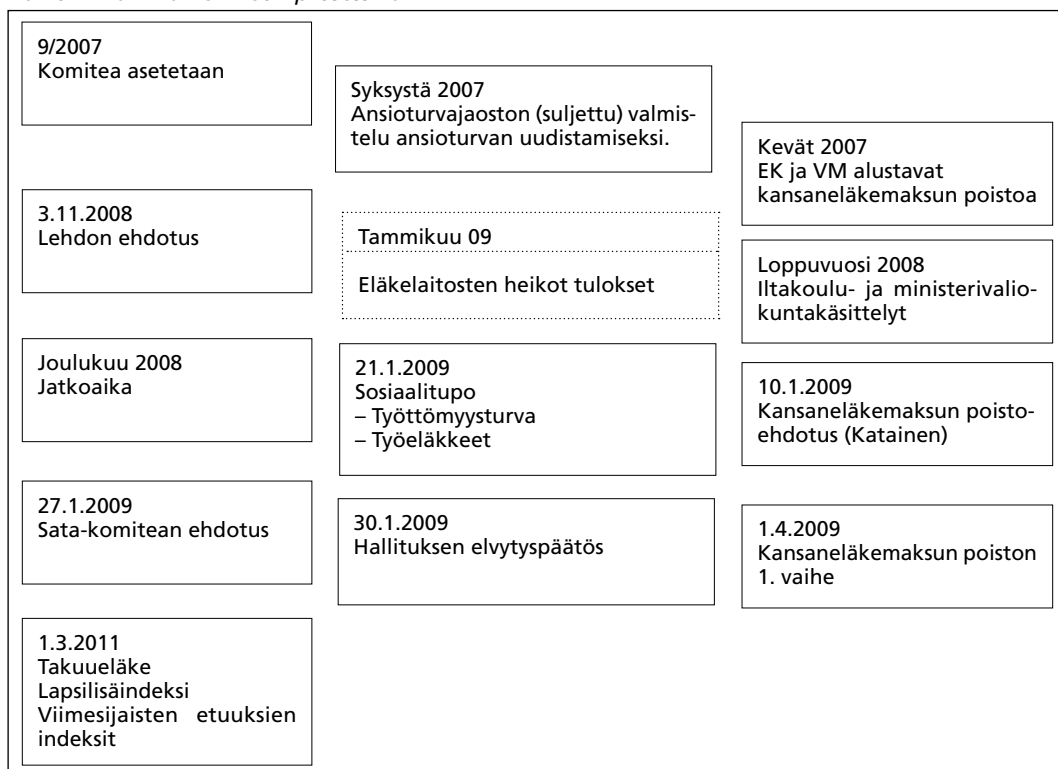 9/2007
Komitea asetetaan
3.11.2008
Lehdon ehdotus
Joulukuu 2008
Jatkoaika
27.1.2009
Sata-komitean ehdotus
1.3.2011
Takuueläke
Lapsilisäindeksi
Viimesijaisten etuuksien
indeksit
Syksystä 2007
Ansioturvajaoston (suljettu) valmis-
telu ansioturvan uudistamiseksi.
Tammikuu 09
Eläkelaitosten heikot tulokset
21.1.2009
Sosiaalitupo
– Työttömyysturva
– Työeläkkeet
30.1.2009
Hallituksen elvytyspäätös
Kevät 2007
EK ja VM alustavat
kansaneläkemaksun poistoa
Loppuvuosi 2008
Iltakoulu- ja ministerivalio-
kuntakäsittelyt
10.1.2009
Kansaneläkemaksun poisto-
ehdotus (Katainen)
1.4.2009
Kansaneläkemaksun poiston
1. vaihe